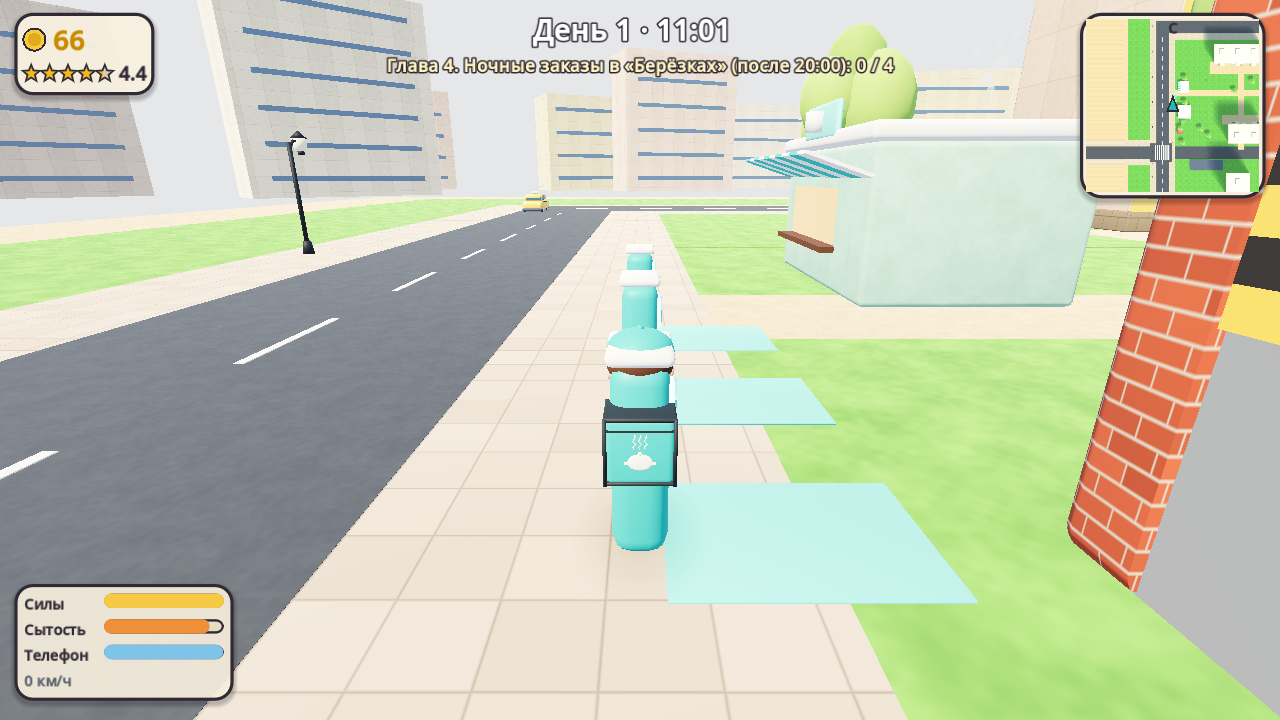 66
4.4
День 1 · 11:01
Глава 4. Ночные заказы в «Берёзках» (после 20:00): 0 / 4
С
Силы
Сытость
Телефон
0 км/ч